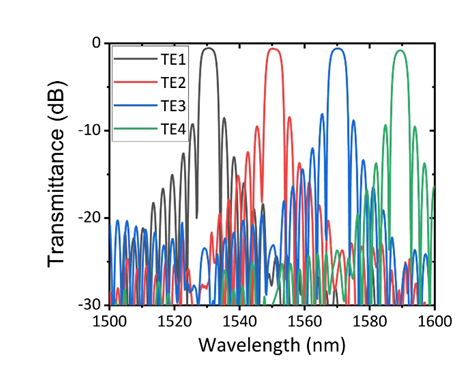 0
-10
-20
-30
Transmittance (dB)
TE1
TE2
TE3
TE4
1500 1520 1540 1560 1580 1600
Wavelength (nm)